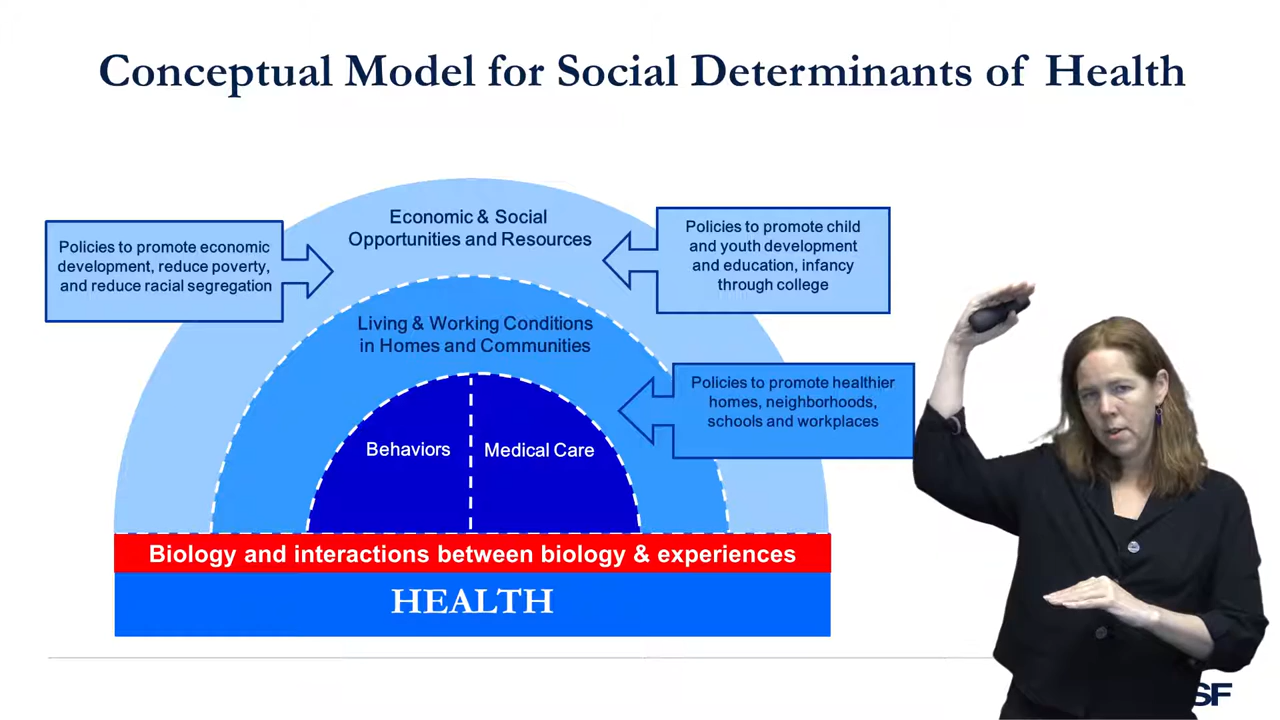 Conceptual Model for Social Determinants of Health
Economic & Social
Opportunities and Resources
Policies to promote economic
development, reduce poverty,
and reduce racial segregation
Policies to promote child
and youth development
and education, infancy
through college
Living & Working Conditions
in Homes and Communities
Policies to promote healthier
homes, neighborhoods,
schools and workplaces
Behaviors
Medical Care
Biology and interactions between biology & experiences
HEALTH
SF